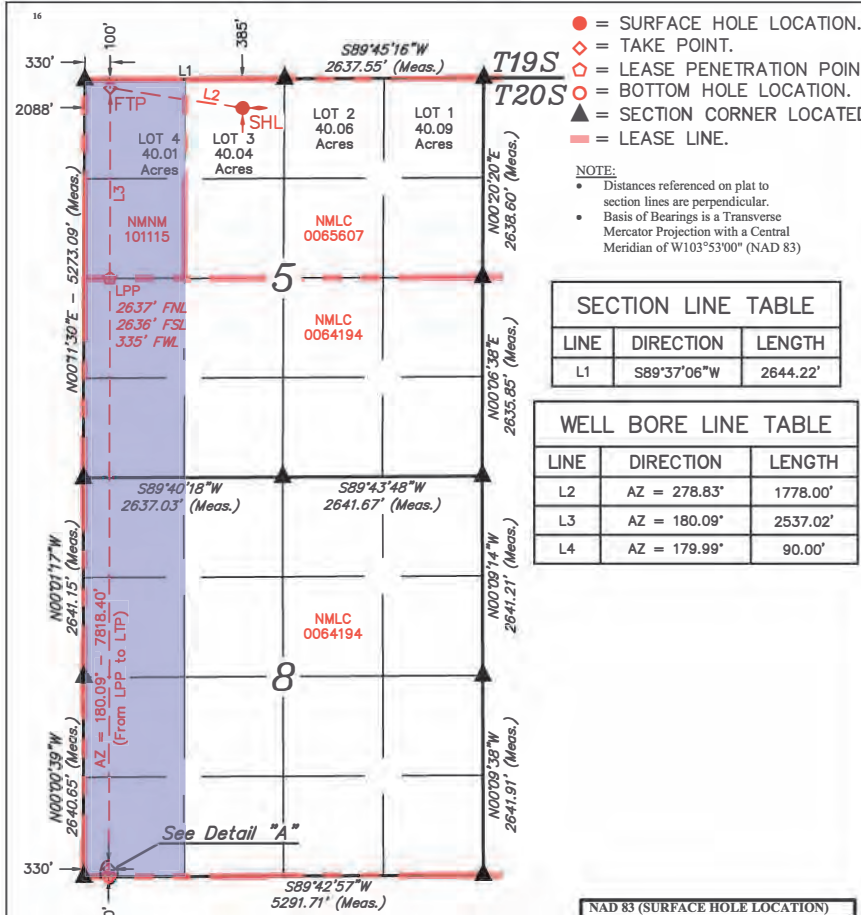 16
330'
100'
385'
L1
S89°45'16"W
2637.55' (Meas.)
T19S
T20S
2088'
FTP
L2
SHL
LOT 4
40.01
Acres
LOT 3
40.04
Acres
LOT 2
40.06
Acres
LOT 1
40.09
Acres
N00°11'30"E - 5273.09' (Meas.)
L3
NMNM
101115
NMLC
0065607
N00°20'20"E
2638.60' (Meas.)
5
LPP
2637' FNL
2636' FSL
335' FWL
NMLC
0064194
N00°06'38"E
2635.85' (Meas.)
S89°40'18"W
2637.03' (Meas.)
S89°43'48"W
2641.67' (Meas.)
N00°01'17"W
2641.15' (Meas.)
N00°09'14"W
2641.21' (Meas.)
NMLC
0064194
8
AZ = 180.09° - 7818.40'
(From LPP to LTP)
N00°00'39"W
2640.65' (Meas.)
N00°09'38"W
2641.91' (Meas.)
See Detail "A"
330'
S89°42'57"W
5291.71' (Meas.)
= SURFACE HOLE LOCATION.
= TAKE POINT.
= LEASE PENETRATION POIN
= BOTTOM HOLE LOCATION.
= SECTION CORNER LOCATED
= LEASE LINE.
NOTE:
• Distances referenced on plat to
section lines are perpendicular.
• Basis of Bearings is a Transverse
Mercator Projection with a Central
Meridian of W103°53'00" (NAD 83)
SECTION LINE TABLE
LINE DIRECTION LENGTH
L1 S89°37'06"W 2644.22'
WELL BORE LINE TABLE
LINE DIRECTION LENGTH
L2 AZ = 278.83° 1778.00'
L3 AZ = 180.09° 2537.02'
L4 AZ = 179.99° 90.00'
NAD 83 (SURFACE HOLE LOCATION)